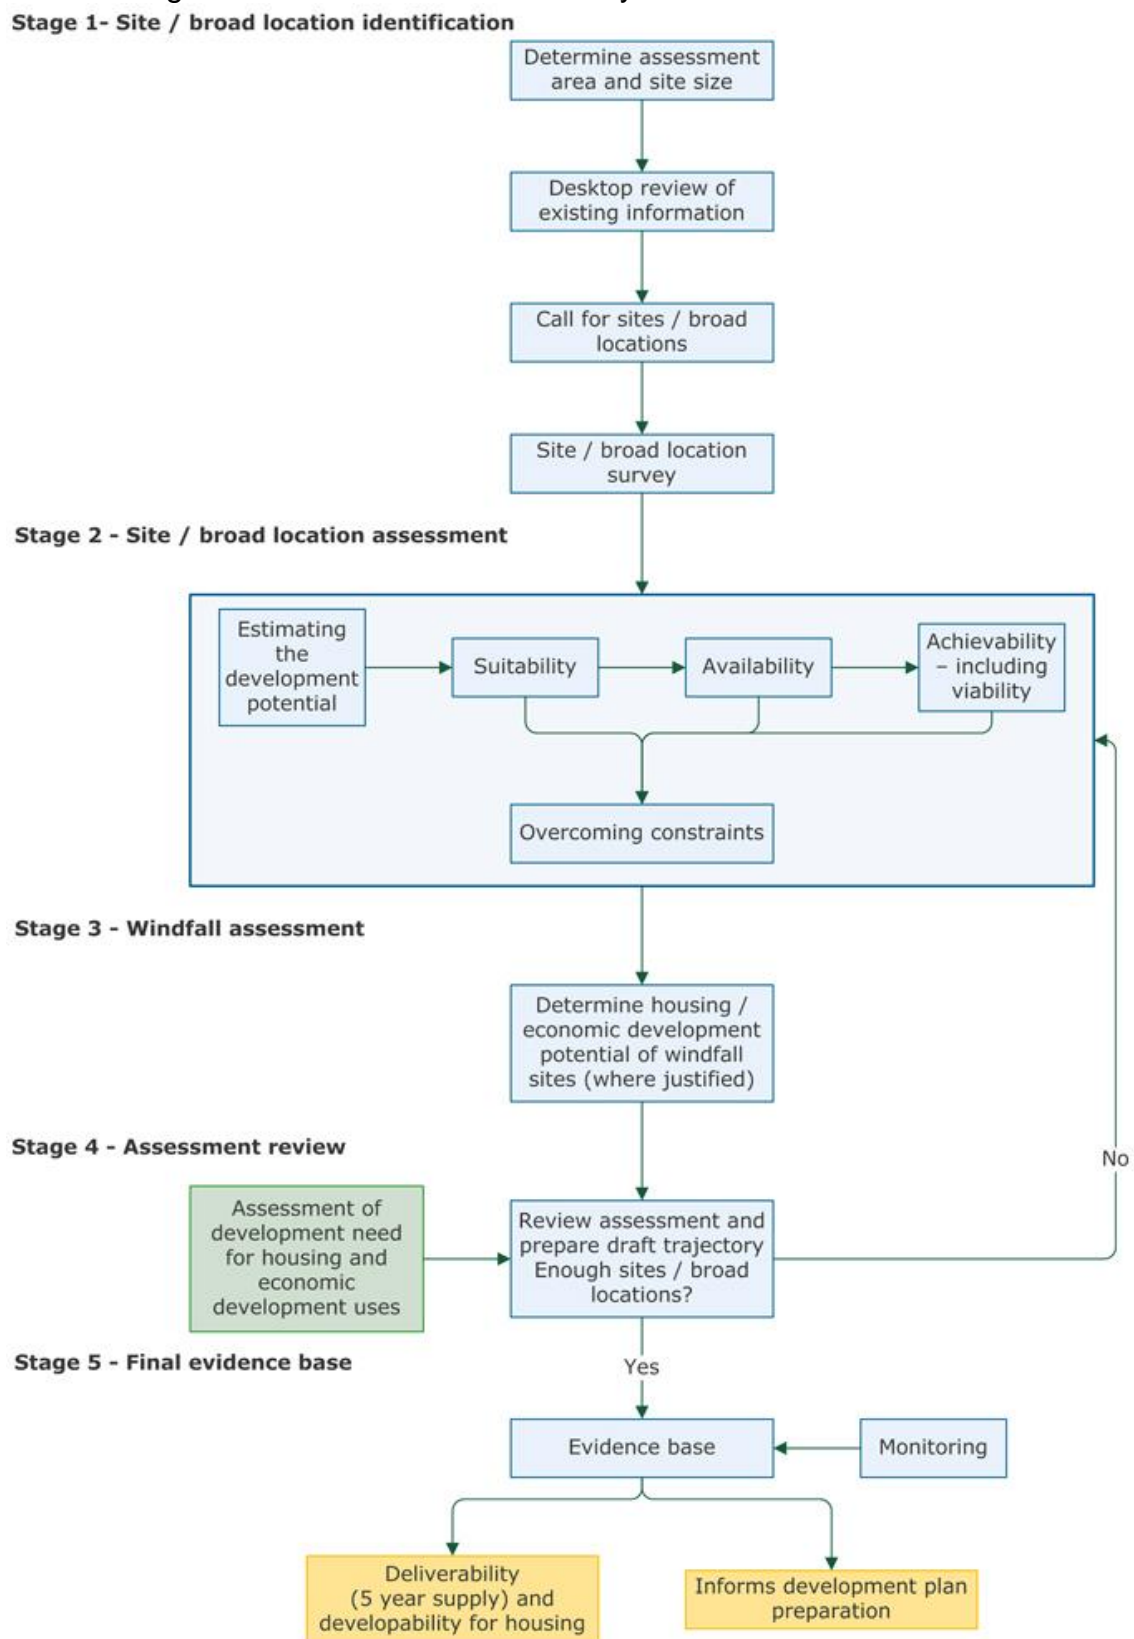 Stage 1- Site / broad location identification
Determine assessment
area and site size
Desktop review of
existing information
Call for sites / broad
locations
Site / broad location
survey
Stage 2 - Site / broad location assessment
Estimating
the
development
potential
Suitability
Availability
Achievability
– including
viability
Overcoming constraints
Stage 3 - Windfall assessment
Determine housing /
economic development
potential of windfall
sites (where justified)
Stage 4 - Assessment review
No
Assessment of
development need
for housing and
economic
development uses
Review assessment and
prepare draft trajectory
Enough sites / broad
locations?
Stage 5 - Final evidence base
Yes
Evidence base
Monitoring
Deliverability
(5 year supply) and
developability for housing
Informs development plan
preparation